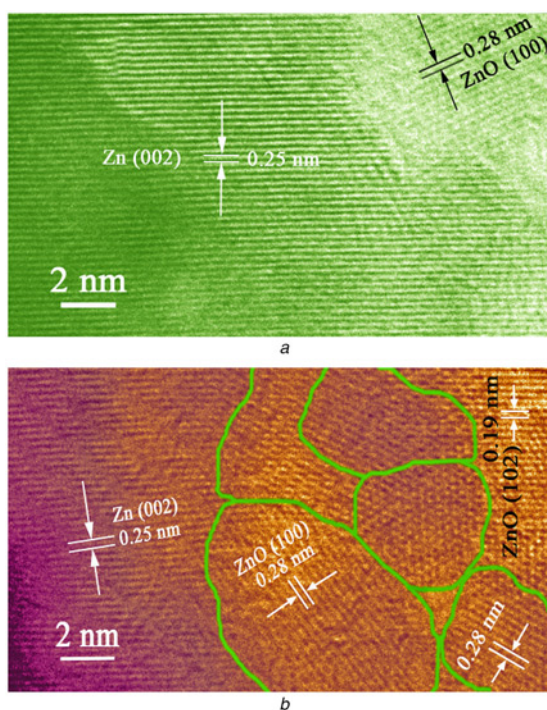 0.28 nm
ZnO (100)
Zn (002)
0.25 nm
2 nm
a
0.19 nm
ZnO (102)
Zn (002)
0.25 nm
ZnO (100)
0.28 nm
0.28 nm
2 nm
b